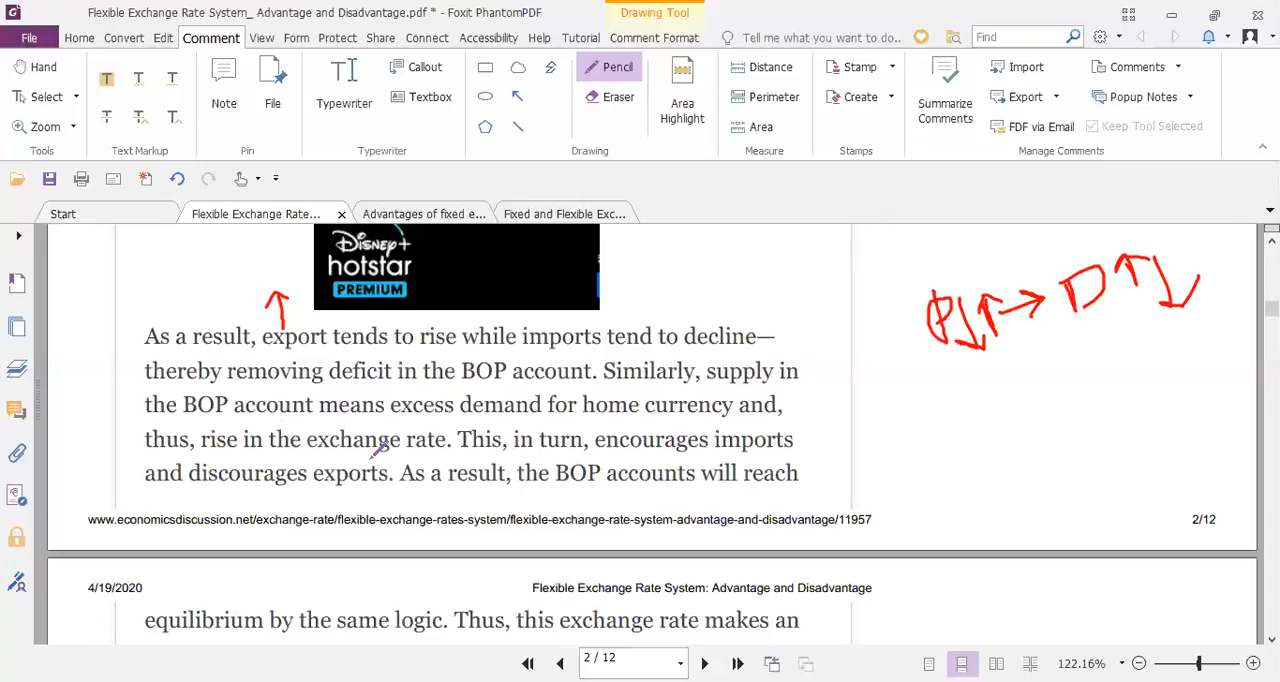 Flexible Exchange Rate System_ Advantage and Disadvantage.pdf * - Foxit PhantomPDF
Drawing Tool
File Home Convert Edit Comment View Form Protect Share Connect Accessibility Help Tutorial Comment Format Tell me what you want to do.. Find
Hand
Select
Zoom
Tools
T T T
T T T
Text Markup
Note
File
Pin
Typewriter
Callout
Textbox
Typewriter
Pencil
Eraser
Drawing
Area
Highlight
Distance
Perimeter
Area
Measure
Stamp
Create
Stamps
Summarize
Comments
Import
Export
FDF via Email
Comments
Popup Notes
Keep Tool Selected
Manage Comments
Start Flexible Exchange Rate... Advantages of fixed e... Fixed and Flexible Exc...
Disney+
hotstar
PREMIUM
P↓↑→ D↑↓
As a result, export tends to rise while imports tend to decline—
thereby removing deficit in the BOP account. Similarly, supply in
the BOP account means excess demand for home currency and,
thus, rise in the exchange rate. This, in turn, encourages imports
and discourages exports. As a result, the BOP accounts will reach
www.economicsdiscussion.net/exchange-rate/flexible-exchange-rates-system/flexible-exchange-rate-system-advantage-and-disadvantage/11957 2/12
4/19/2020 Flexible Exchange Rate System: Advantage and Disadvantage
equilibrium by the same logic. Thus, this exchange rate makes an
2 / 12
122.16%